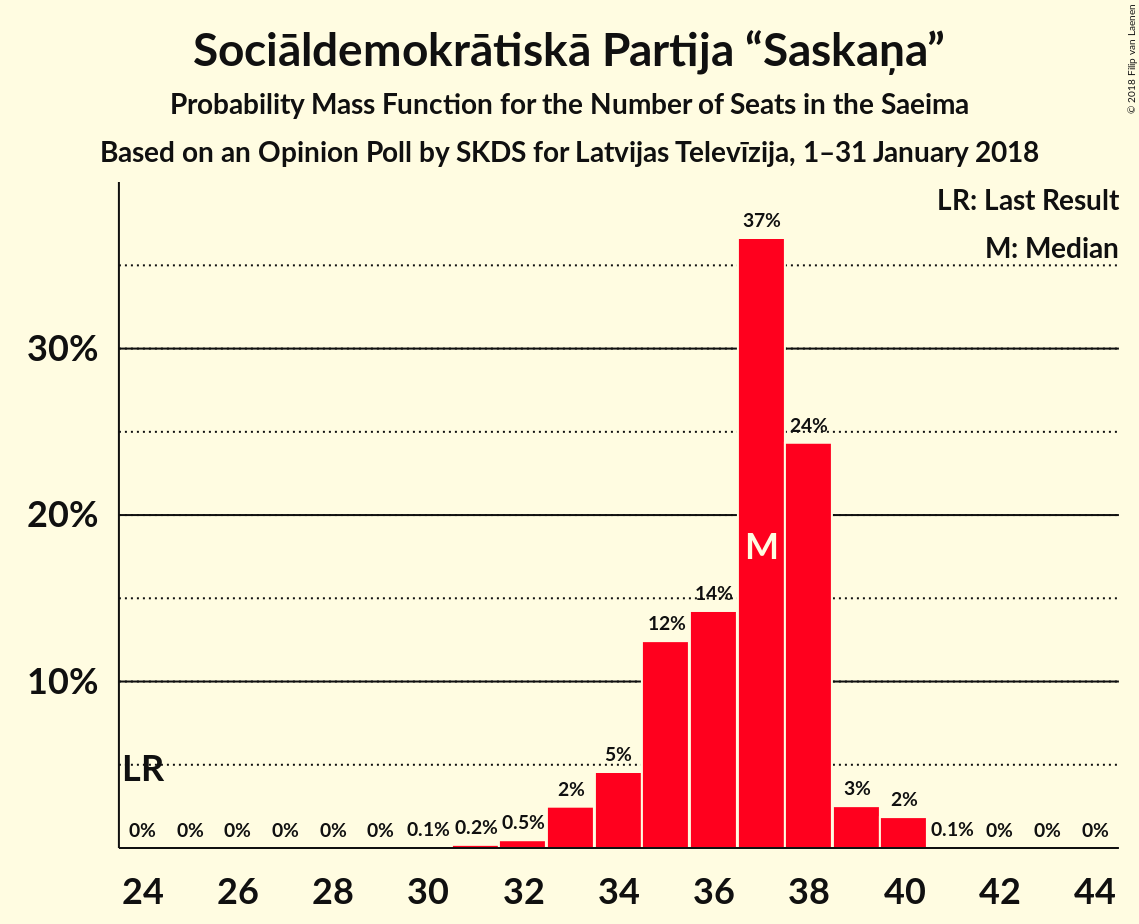 Sociāldemokrātiskā Partija “Saskaņa”
Probability Mass Function for the Number of Seats in the Saeima
Based on an Opinion Poll by SKDS for Latvijas Televīzija, 1–31 January 2018
© 2018 Filip van Laenen
LR: Last Result
M: Median
30%
20%
10%
LR
M
0% 0% 0% 0% 0% 0% 0.1% 0.2% 0.5% 2% 5% 12% 14% 37% 24% 3% 2% 0.1% 0% 0% 0%
24 26 28 30 32 34 36 38 40 42 44